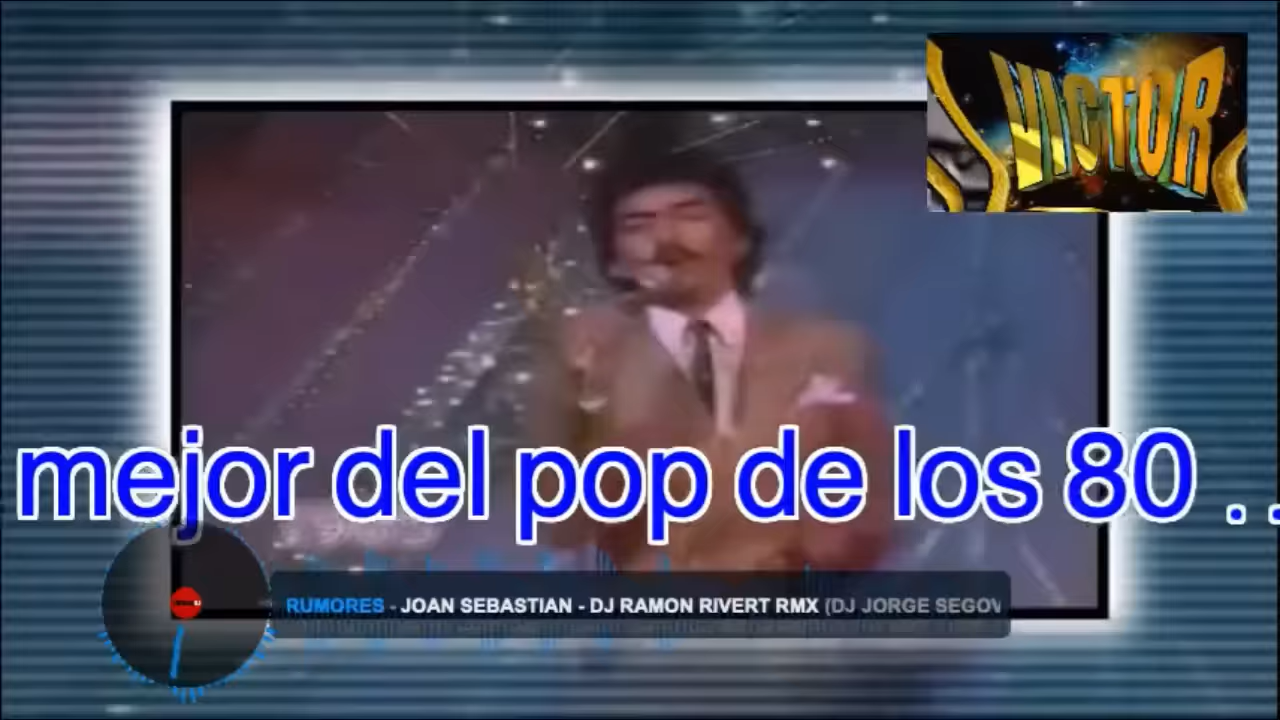 VICTOR
mejor del pop de los 80 . .
RUMORES - JOAN SEBASTIAN - DJ RAMON RIVERT RMX (DJ JORGE SEGOV